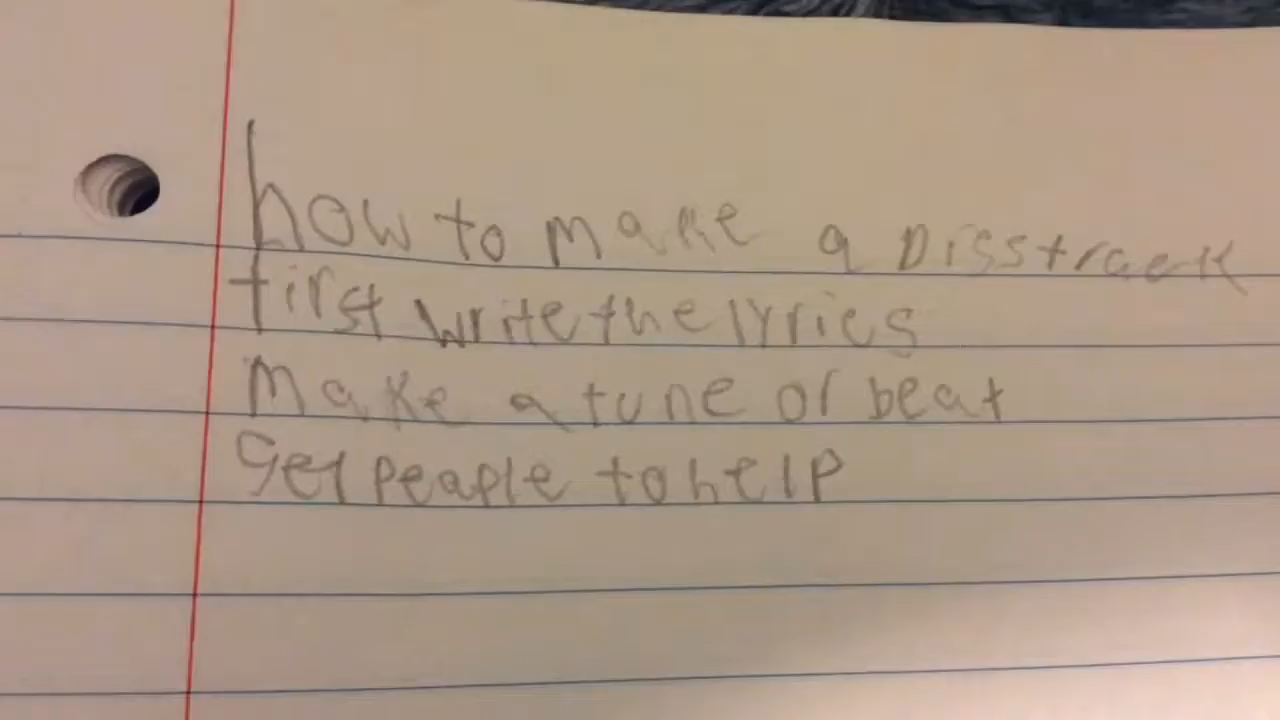 how to make a Disstrack
first write the lyrics
make a tune or beat
Get peaple to help